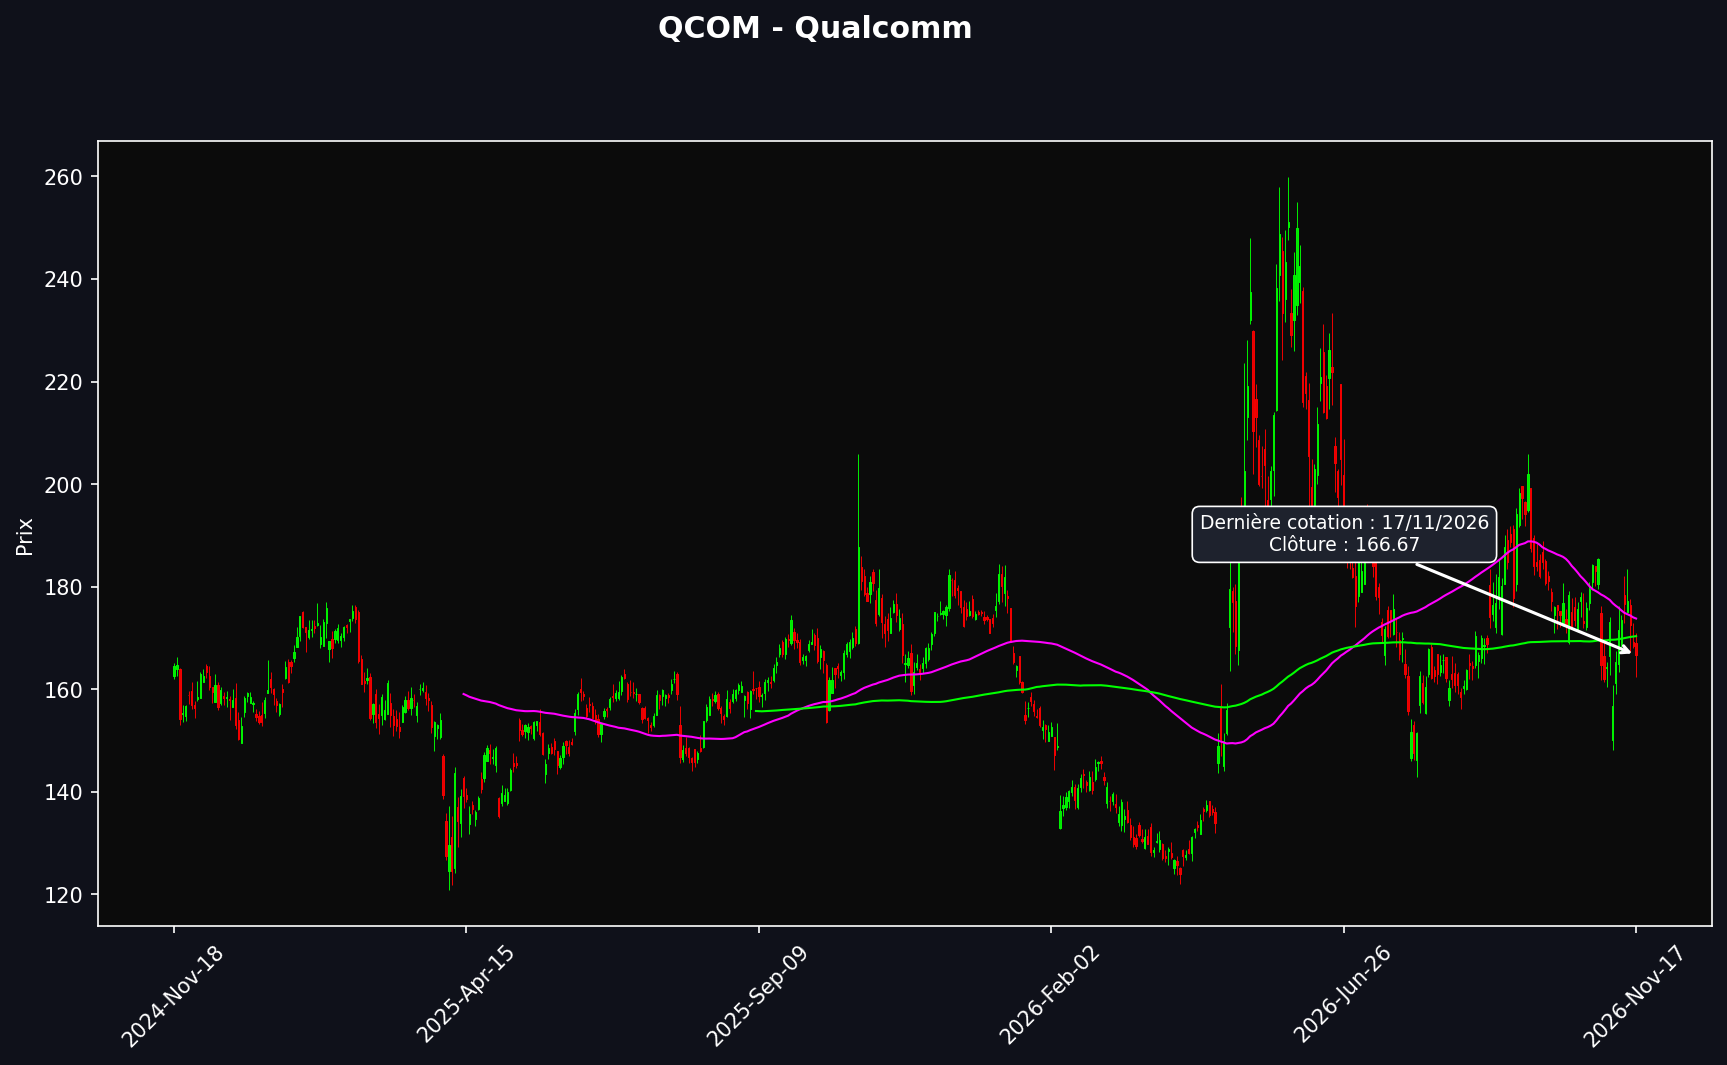 QCOM - Qualcomm
Prix
260
240
220
200
180
160
140
120
Dernière cotation : 17/11/2026
Clôture : 166.67
2024-Nov-18
2025-Apr-15
2025-Sep-09
2026-Feb-02
2026-Jun-26
2026-Nov-17